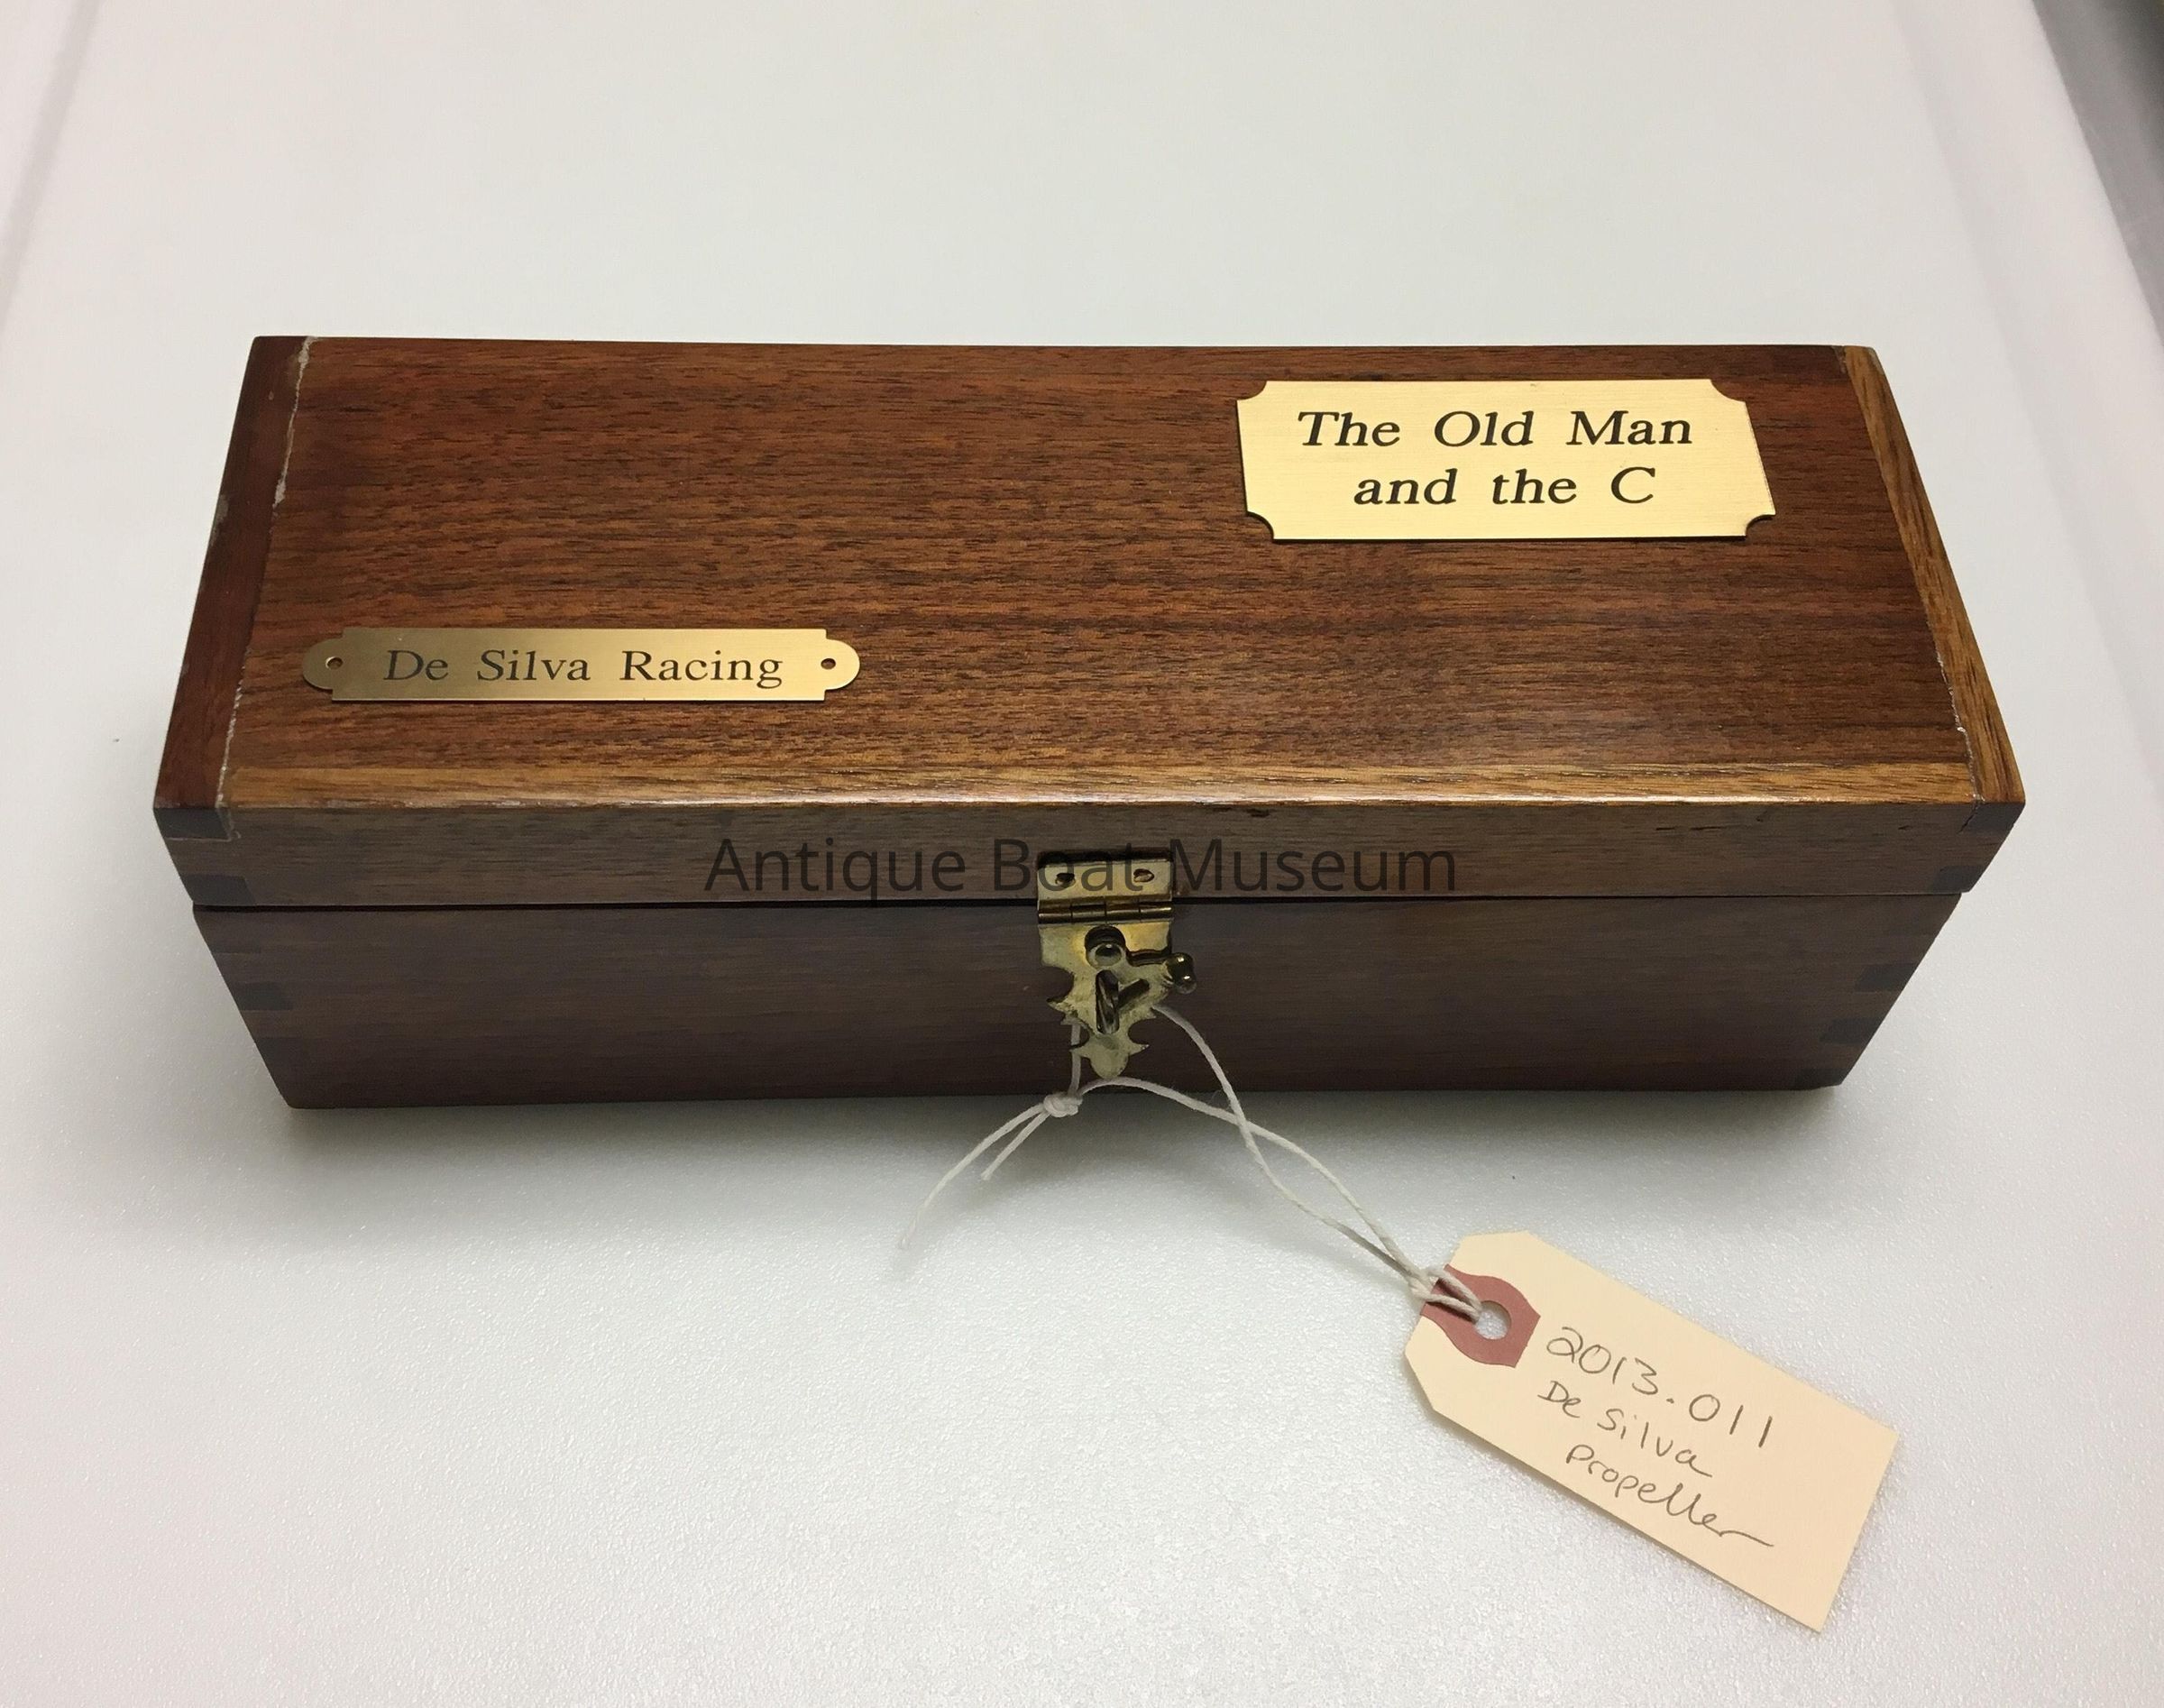 The Old Man
and the C
De Silva Racing
Antique Boat Museum
2013.011
De Silva
Propeller